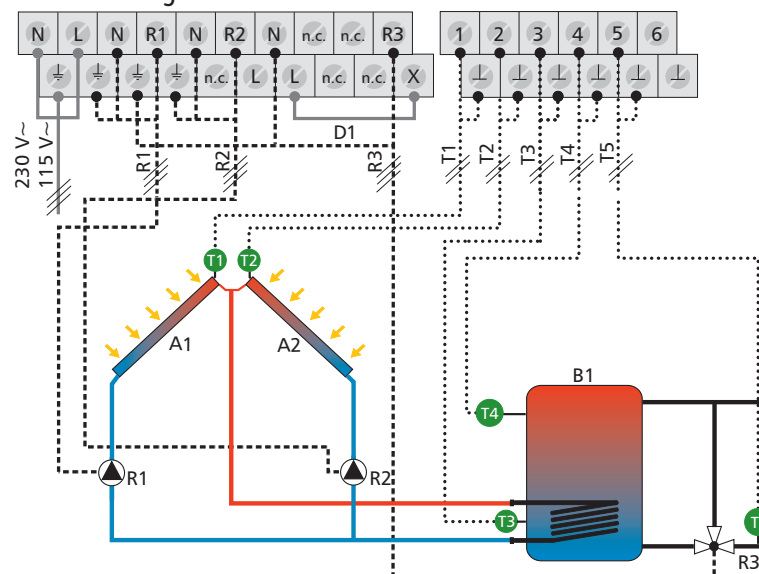 N L N R1 N R2 N n.c. n.c. R3
1 2 3 4 5 6
n.c. L L n.c. n.c. X
D1
230 V~
115 V~
R1
R2
R3
T1
T2
T3
T4
T5
T1 T2
A1 A2
B1
T4
R1
R2
T3
T
R3